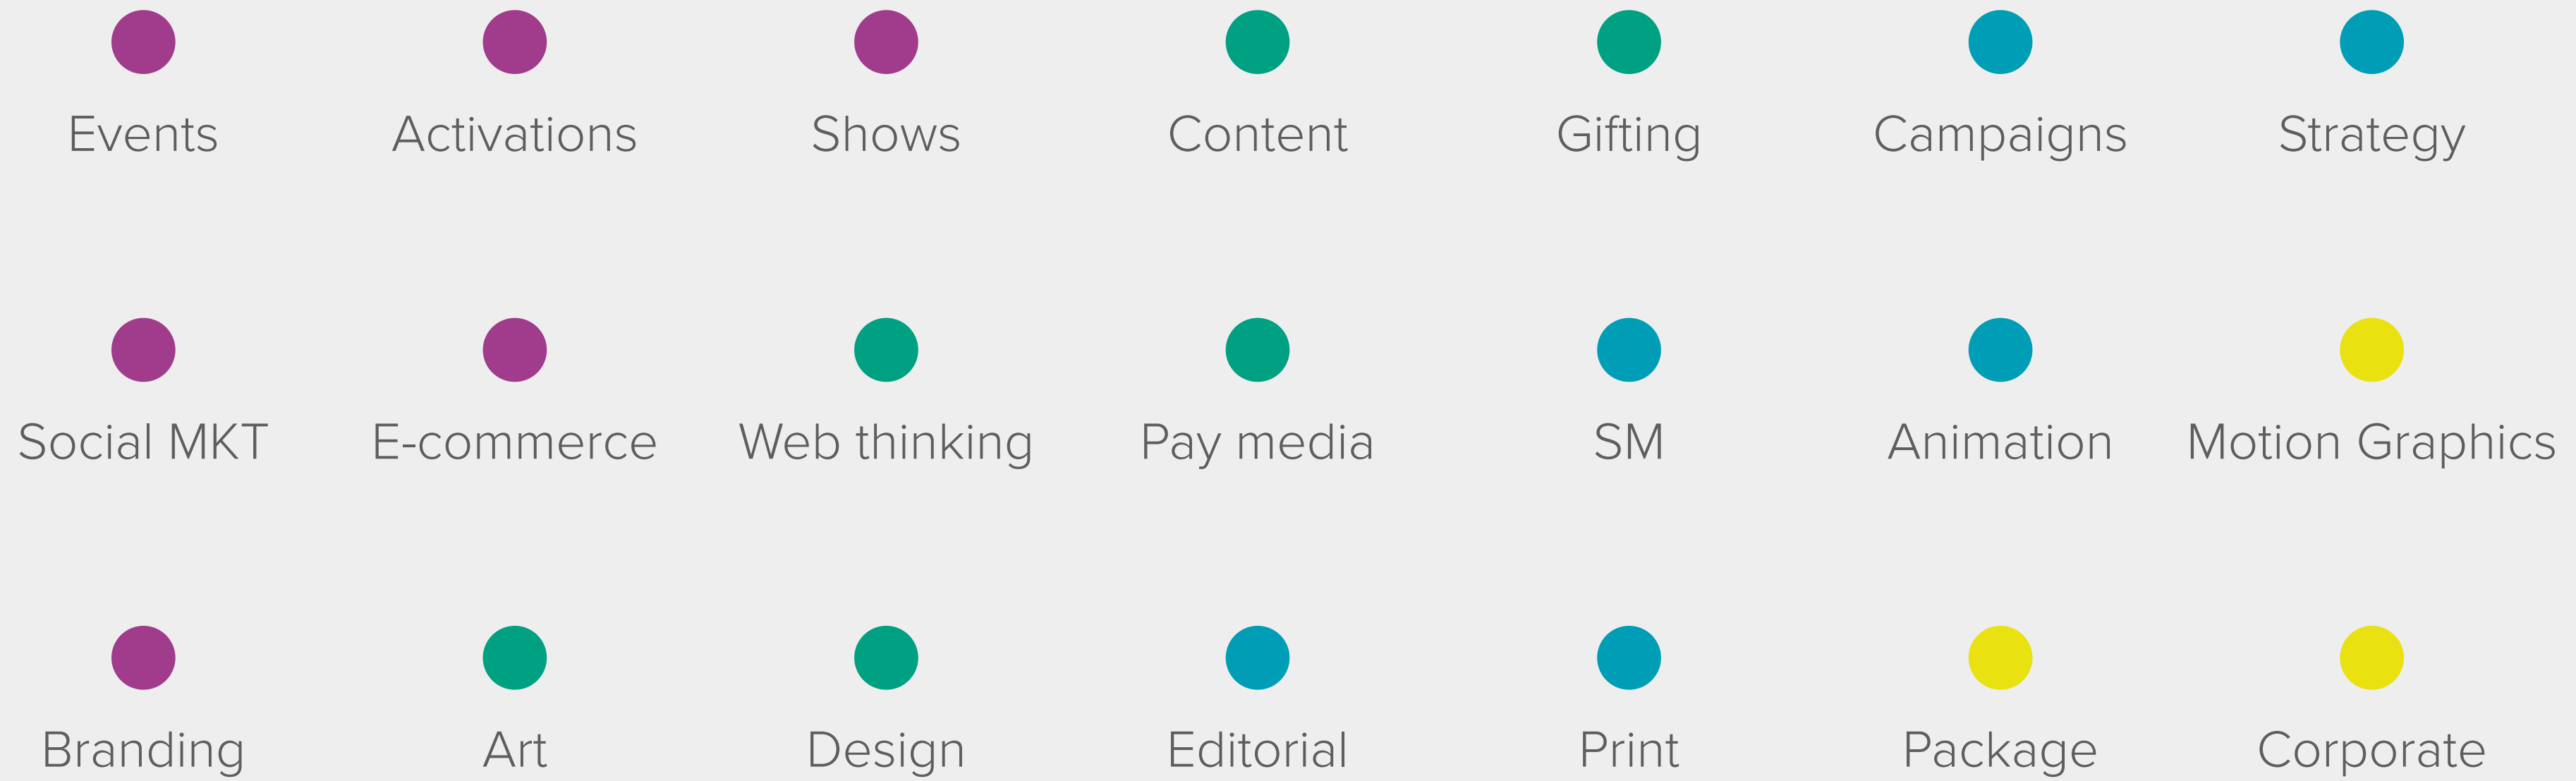 Events Activations Shows Content Gifting Campaigns Strategy
Social MKT E-commerce Web thinking Pay media SM Animation Motion Graphics
Branding Art Design Editorial Print Package Corporate